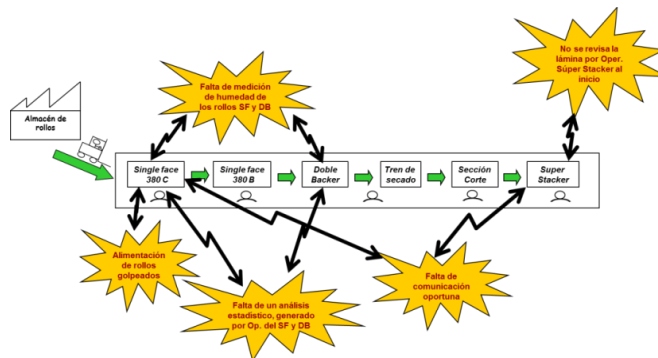 No se revisa la
lámina por Oper.
Súper Stacker al
inicio
Falta de medición
de humedad de
los rollos SF y DB
Almacén de
rollos
Single face
380 C
Single face
380 B
Doble
Backer
Tren de
secado
Sección
Corte
Super
Stacker
Alimentación
de rollos
golpeados
Falta de un análisis
estadístico, generado
por Op. del SF y DB
Falta de
comunicación
oportuna